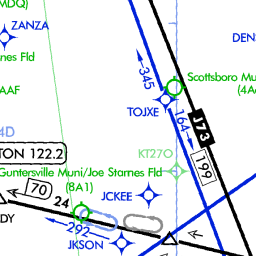 MDQ)
ZANZA
DEN
nes Fld
345
Scottsboro Mu
(4A
AAF
TOJXE
164
J73
4D
TON 122.2
KT27O
199
Guntersville Muni/Joe Starnes Fld
(8A1)
70
JCKEE
24
DY
292
JKSON